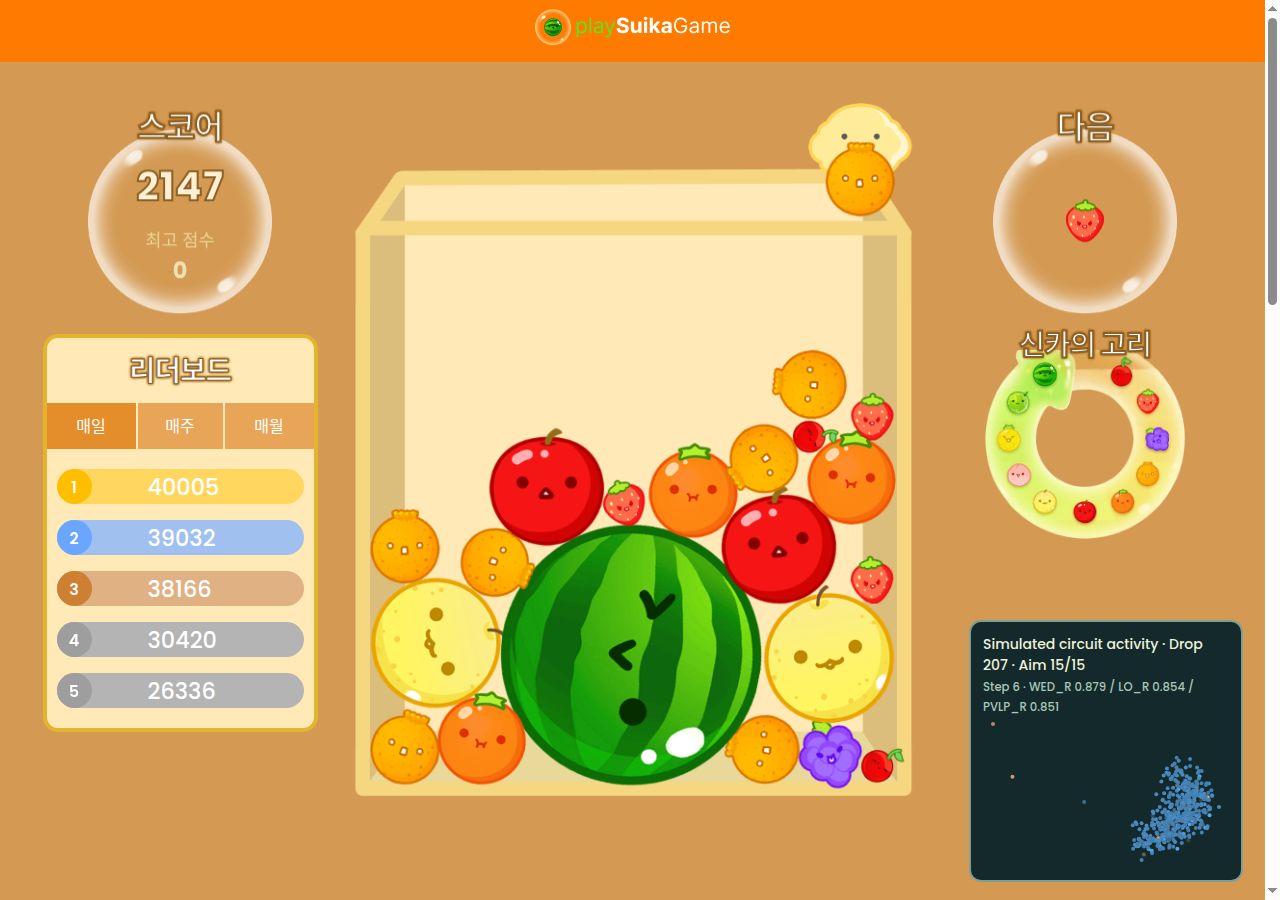 playSuikaGame
스코어
2147
최고 점수
0
리더보드
매일 매주 매월
1 40005
2 39032
3 38166
4 30420
5 26336
다음
신카의 고리
Simulated circuit activity · Drop
207 · Aim 15/15
Step 6 · WED_R 0.879 / LO_R 0.854 /
PVLP_R 0.851